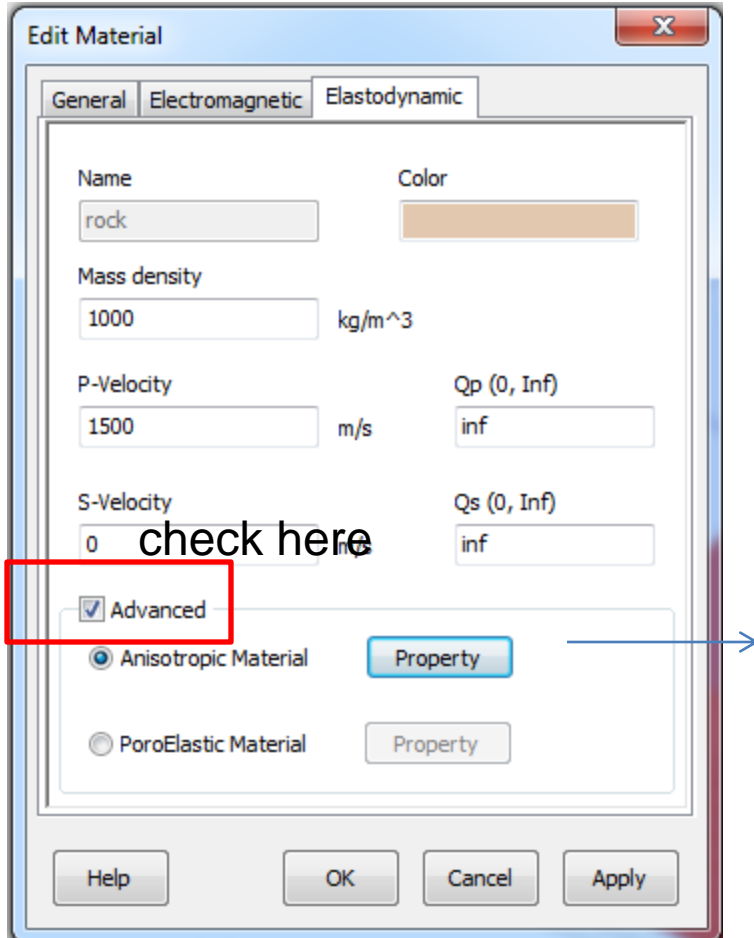 Edit Material
General Electromagnetic Elastodynamic
Name Color
rock
Mass density
1000 kg/m^3
P-Velocity Qp (0, Inf)
1500 m/s inf
S-Velocity Qs (0, Inf)
0 check here m/s inf
Advanced
Anisotropic Material Property
PoroElastic Material Property
Help OK Cancel Apply